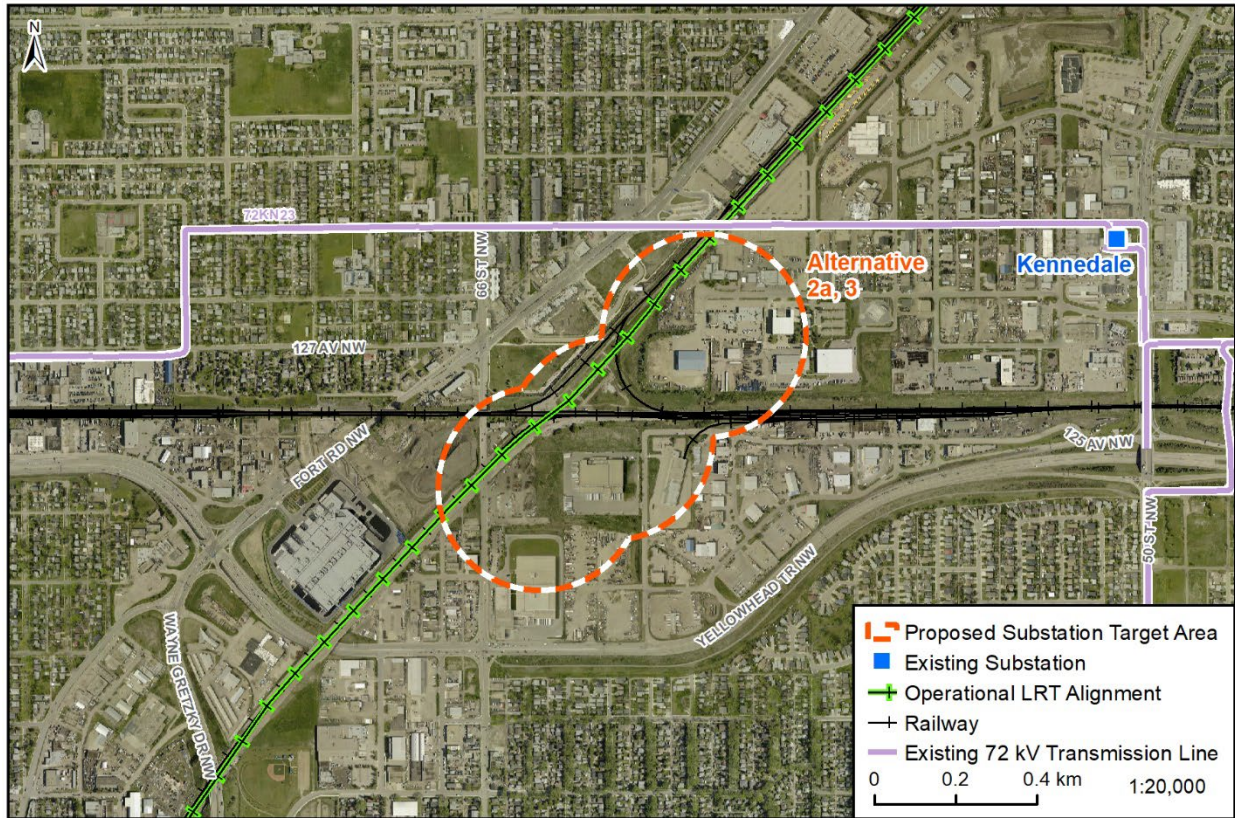 N
72KN23
66 ST NW
Alternative
2a, 3
Kennedale
127 AV NW
FORT RD NW
125 AV NW
50 ST NW
YELLOWHEAD TR NW
WAYNE GRETZKY DR NW
Proposed Substation Target Area
Existing Substation
Operational LRT Alignment
Railway
Existing 72 kV Transmission Line
0 0.2 0.4 km 1:20,000